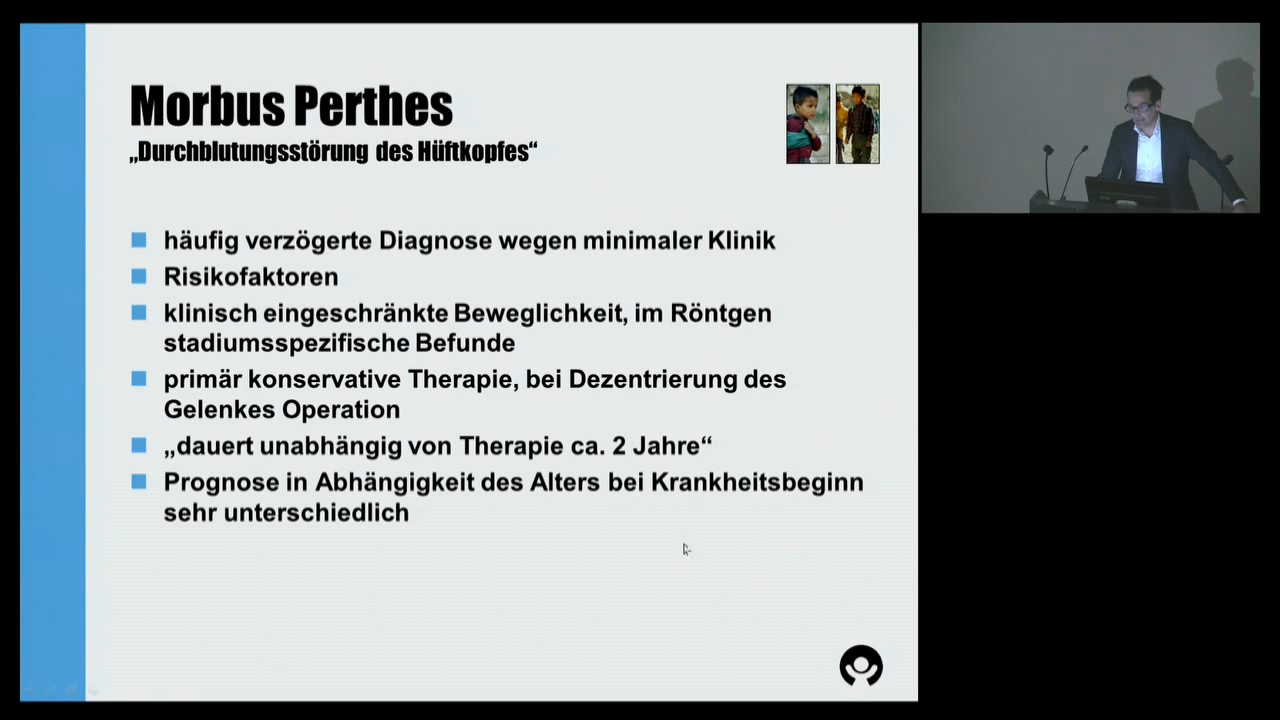 Morbus Perthes
„Durchblutungsstörung des Hüftkopfes“
häufig verzögerte Diagnose wegen minimaler Klinik
Risikofaktoren
klinisch eingeschränkte Beweglichkeit, im Röntgen
stadiumsspezifische Befunde
primär konservative Therapie, bei Dezentrierung des
Gelenkes Operation
„dauert unabhängig von Therapie ca. 2 Jahre“
Prognose in Abhängigkeit des Alters bei Krankheitsbeginn
sehr unterschiedlich